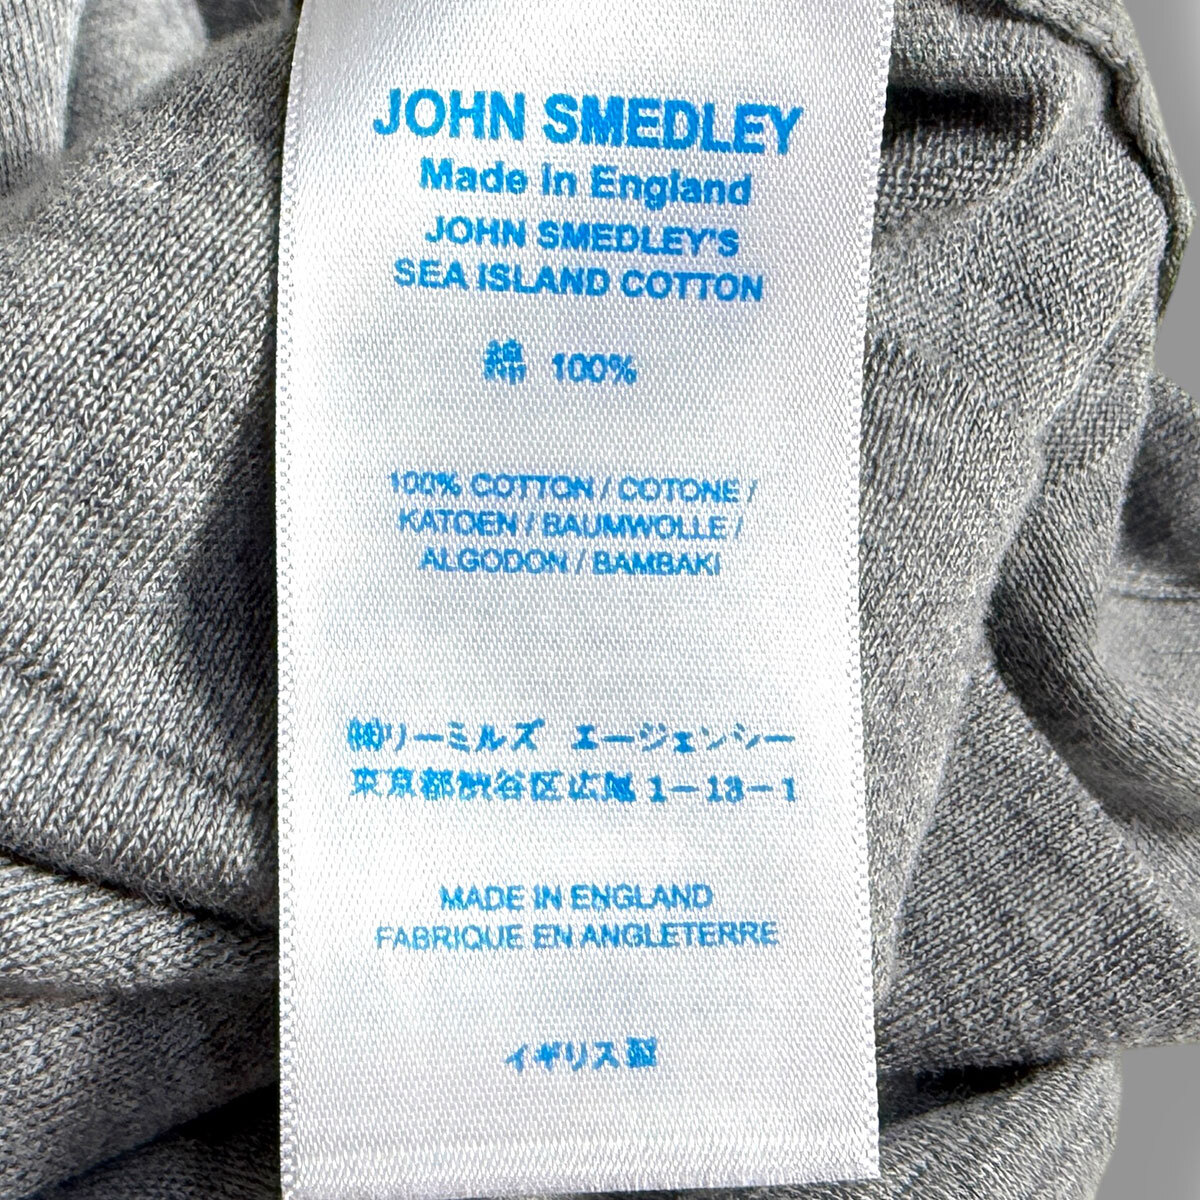 JOHN SMEDLEY
Made in England
JOHN SMEDLEY'S
SEA ISLAND COTTON
綿 100%
100% COTTON / COTONE /
KATOEN / BAUMWOLLE /
ALGODON / BAMBAKI
㈱リーミルズ エージェンシー
東京都渋谷区広尾1-13-1
MADE IN ENGLAND
FABRIQUE EN ANGLETERRE
イギリス製